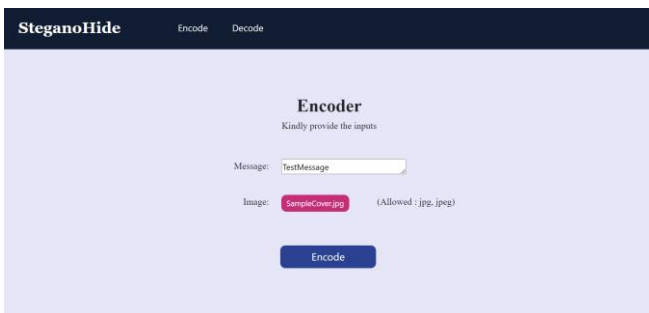 SteganoHide Encode Decode
Encoder
Kindly provide the inputs
Message: TestMessage
Image: SampleCover.jpg (Allowed : jpg, jpeg)
Encode